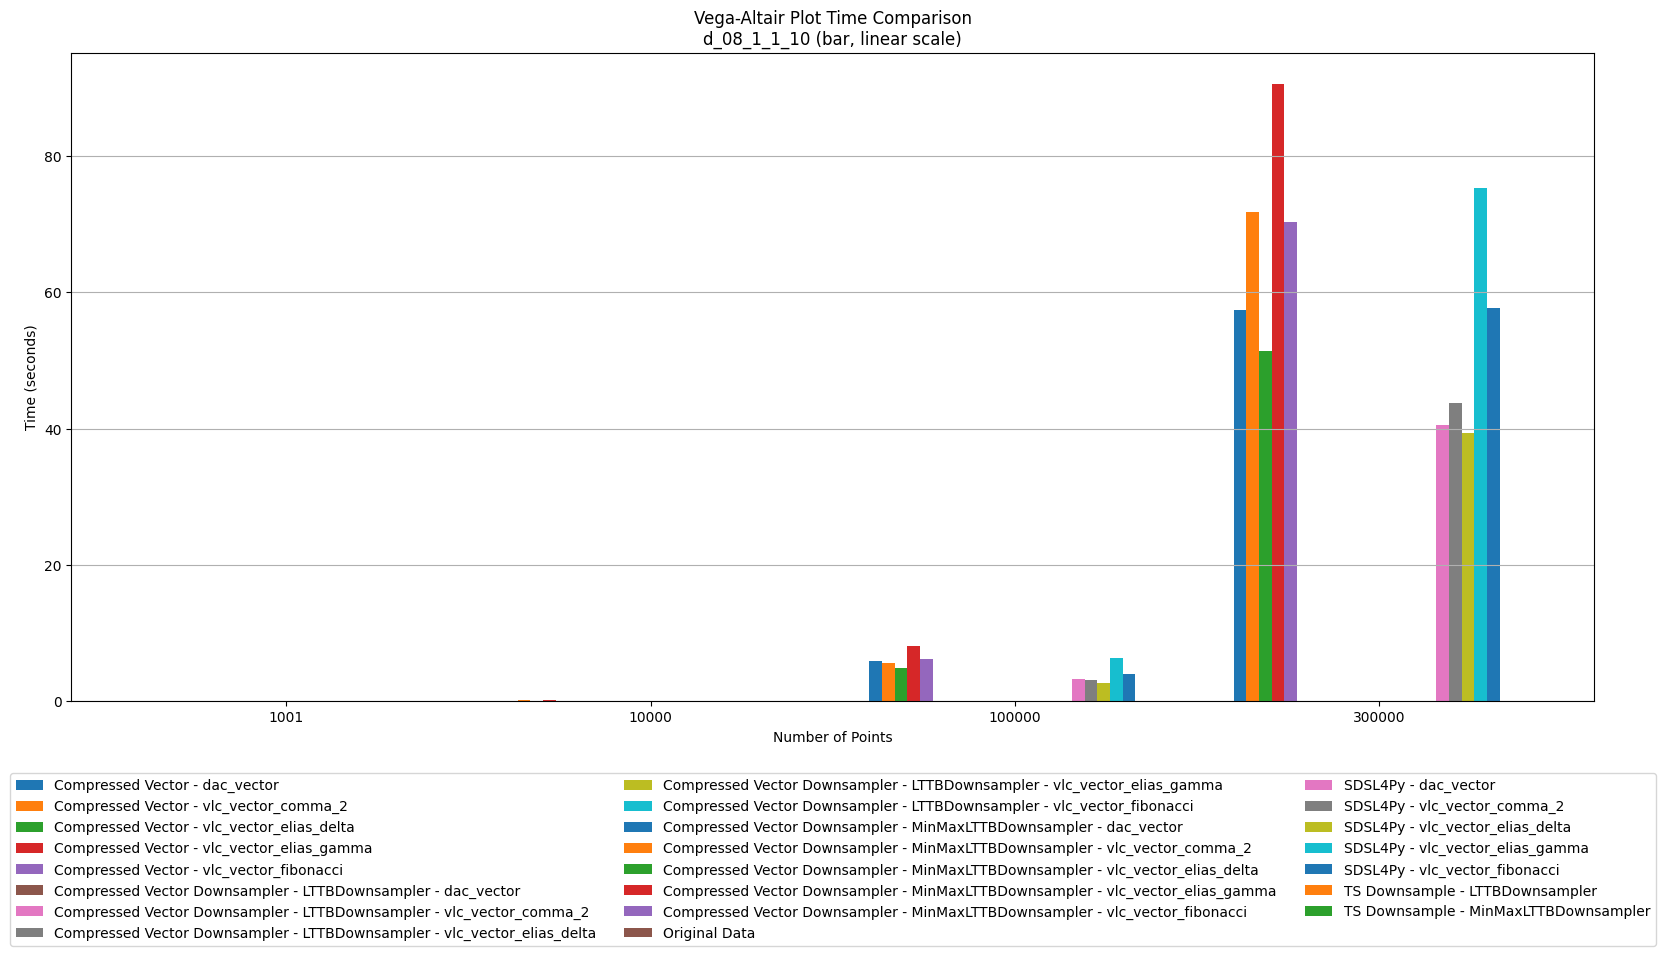 Vega-Altair Plot Time Comparison
d_08_1_1_10 (bar, linear scale)
Time (seconds)
80
60
40
20
0
1001
10000
100000
300000
Number of Points
Compressed Vector - dac_vector
Compressed Vector - vlc_vector_comma_2
Compressed Vector - vlc_vector_elias_delta
Compressed Vector - vlc_vector_elias_gamma
Compressed Vector - vlc_vector_fibonacci
Compressed Vector Downsampler - LTTBDownsampler - dac_vector
Compressed Vector Downsampler - LTTBDownsampler - vlc_vector_comma_2
Compressed Vector Downsampler - LTTBDownsampler - vlc_vector_elias_delta
Compressed Vector Downsampler - LTTBDownsampler - vlc_vector_elias_gamma
Compressed Vector Downsampler - LTTBDownsampler - vlc_vector_fibonacci
Compressed Vector Downsampler - MinMaxLTTBDownsampler - dac_vector
Compressed Vector Downsampler - MinMaxLTTBDownsampler - vlc_vector_comma_2
Compressed Vector Downsampler - MinMaxLTTBDownsampler - vlc_vector_elias_delta
Compressed Vector Downsampler - MinMaxLTTBDownsampler - vlc_vector_elias_gamma
Compressed Vector Downsampler - MinMaxLTTBDownsampler - vlc_vector_fibonacci
Original Data
SDSL4Py - dac_vector
SDSL4Py - vlc_vector_comma_2
SDSL4Py - vlc_vector_elias_delta
SDSL4Py - vlc_vector_elias_gamma
SDSL4Py - vlc_vector_fibonacci
TS Downsample - LTTBDownsampler
TS Downsample - MinMaxLTTBDownsampler